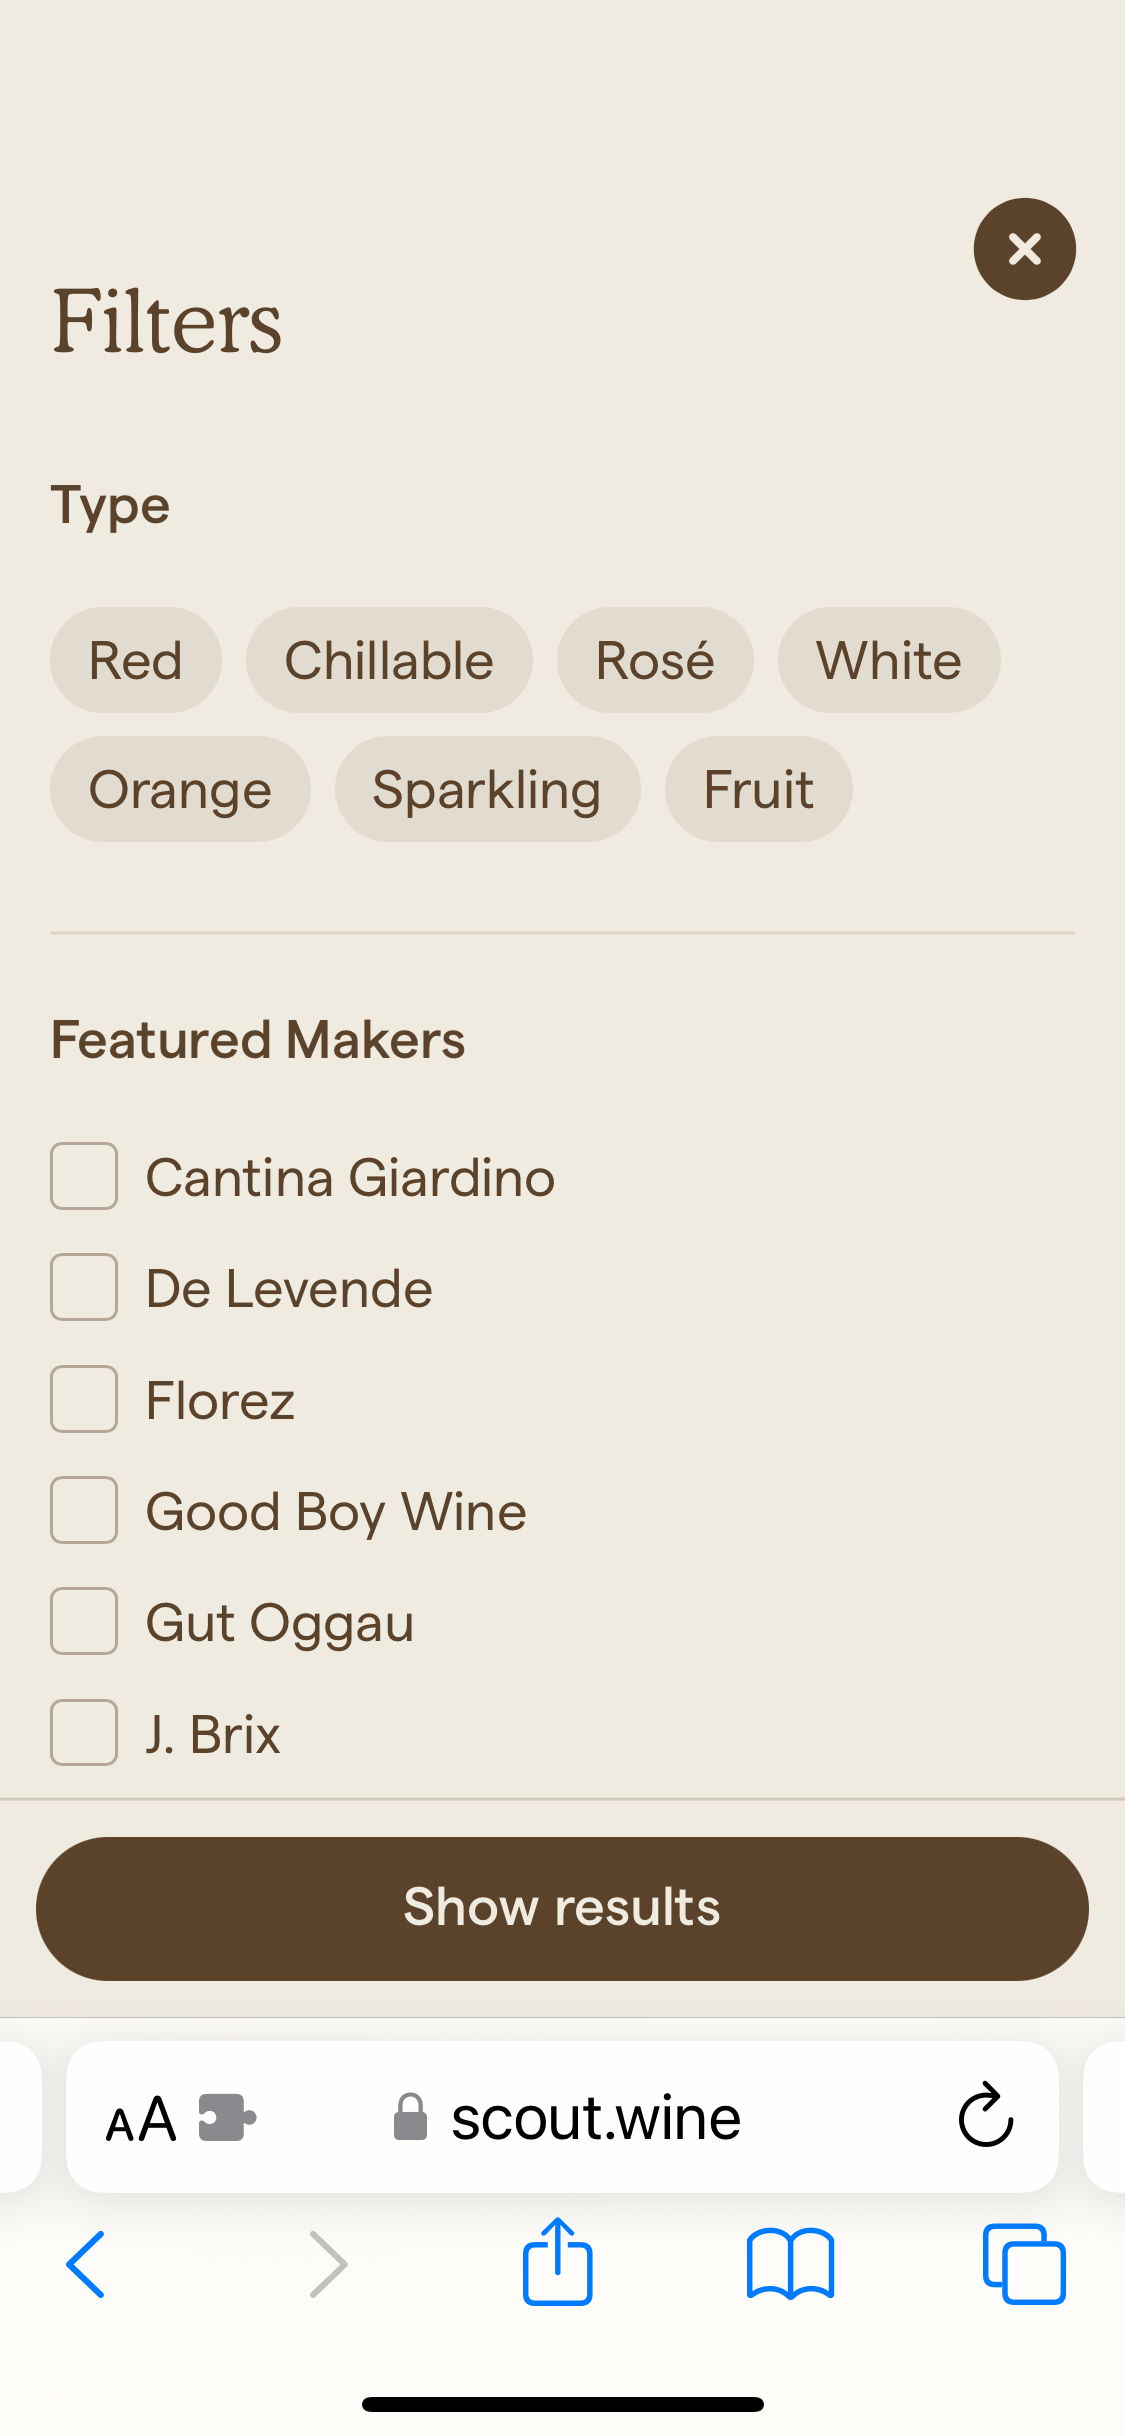 Filters
Type
Red Chillable Rosé White
Orange Sparkling Fruit
Featured Makers
Cantina Giardino
De Levende
Florez
Good Boy Wine
Gut Oggau
J. Brix
Show results
AA scout.wine